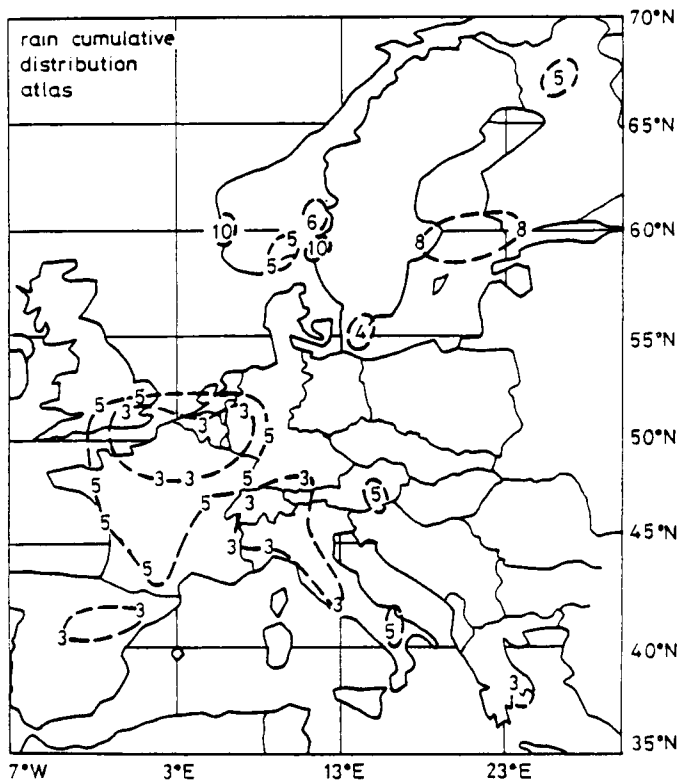 rain cumulative
distribution
atlas
70°N
5
65°N
6
10 5 10 8 8 60°N
5
4 55°N
5 5
3 3 3
3 5 50°N
3 3 5 3
5 5 3
5 3 3 45°N
5
3 3
3 5 40°N
3
35°N
7°W 3°W 13°E 23°E